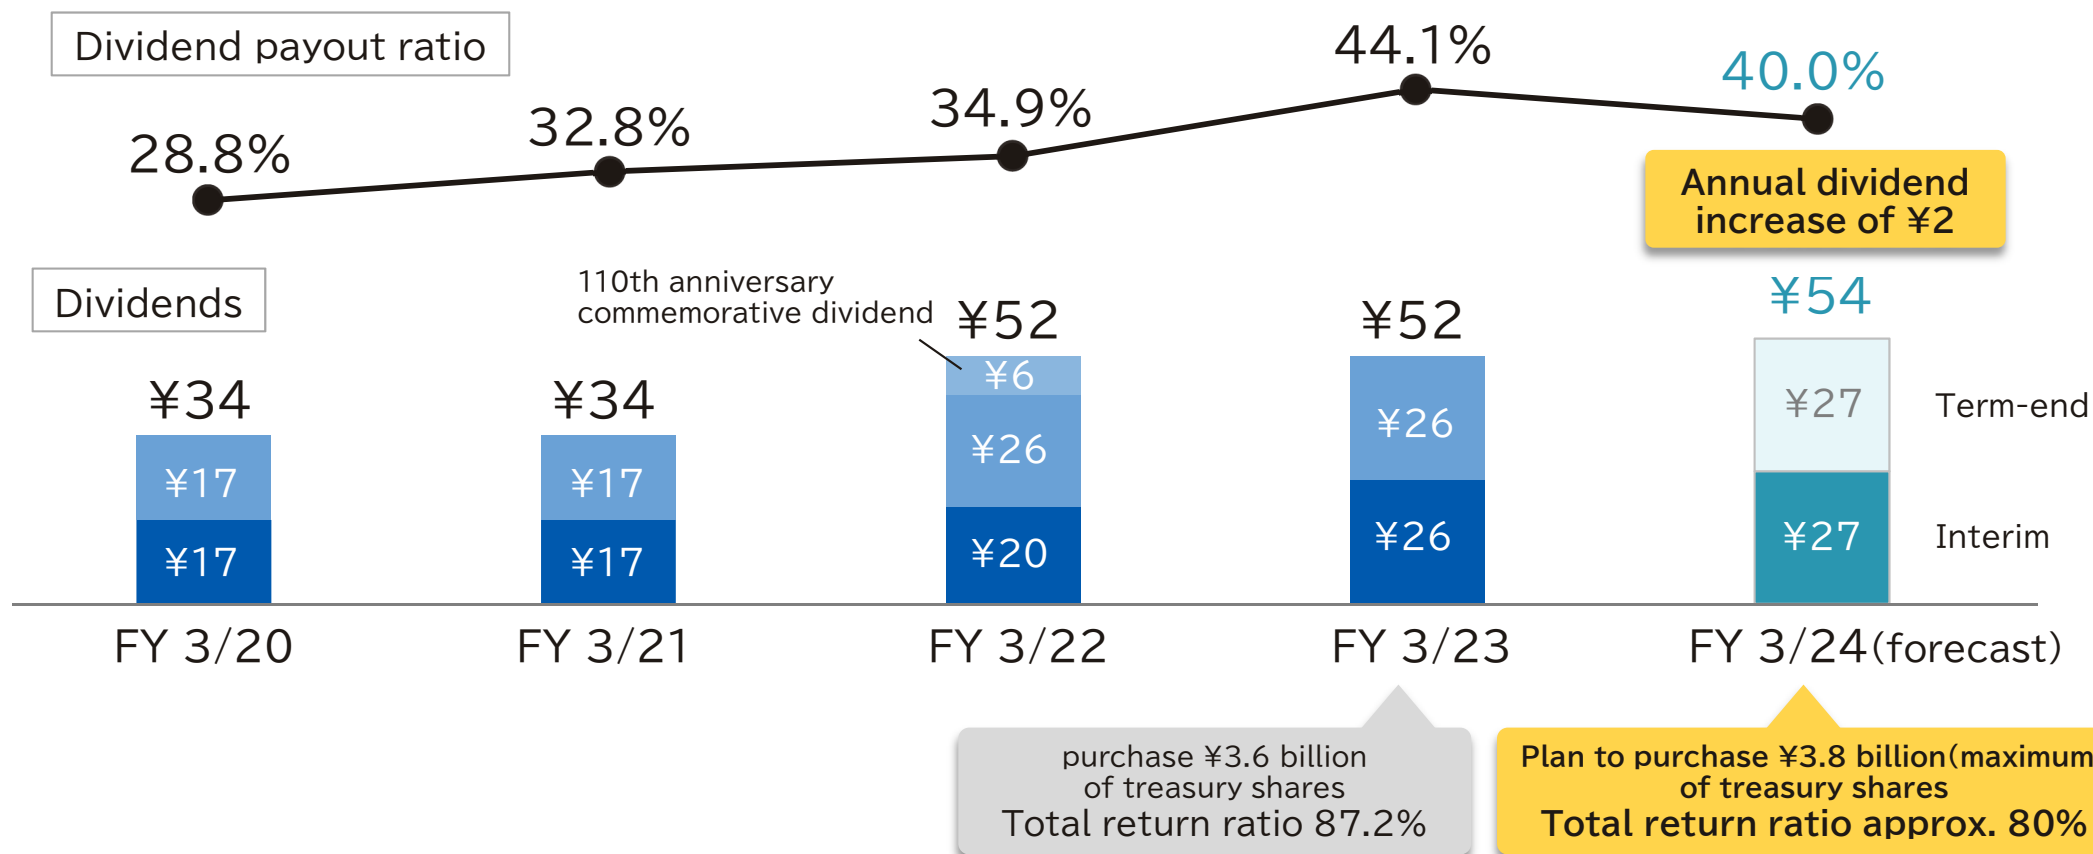 Dividend payout ratio
28.8%
32.8%
34.9%
44.1%
40.0%
Annual dividend
increase of ¥2
Dividends
110th anniversary
commemorative dividend
¥34
¥34
¥52
¥52
¥54
¥17
¥17
¥17
¥17
¥6
¥26
¥20
¥26
¥26
¥27
¥27
Term-end
Interim
FY 3/20
FY 3/21
FY 3/22
FY 3/23
FY 3/24(forecast)
purchase ¥3.6 billion
of treasury shares
Total return ratio 87.2%
Plan to purchase ¥3.8 billion(maximum
of treasury shares
Total return ratio approx. 80%